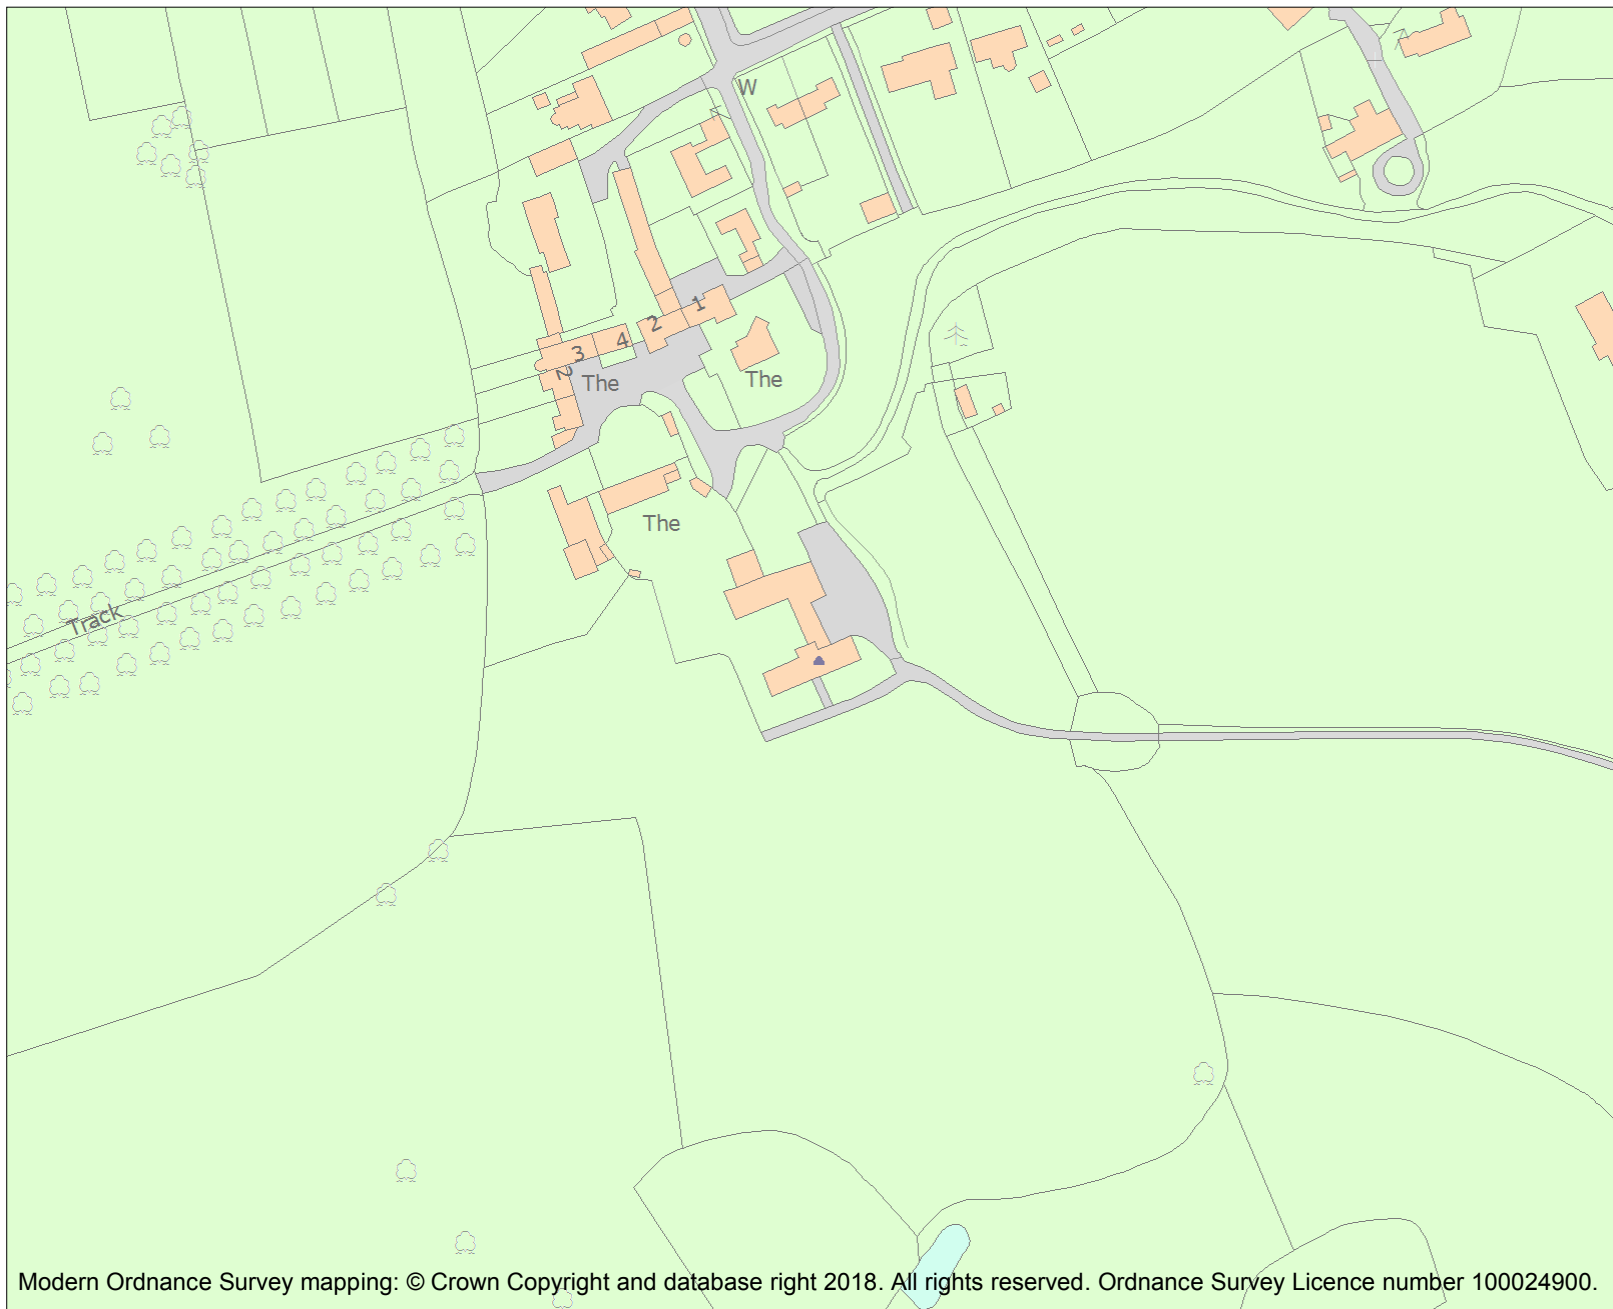 W
1
2
4
3
2
The
The
The
Track
Modern Ordnance Survey mapping: © Crown Copyright and database right 2018. All rights reserved. Ordnance Survey Licence number 100024900.